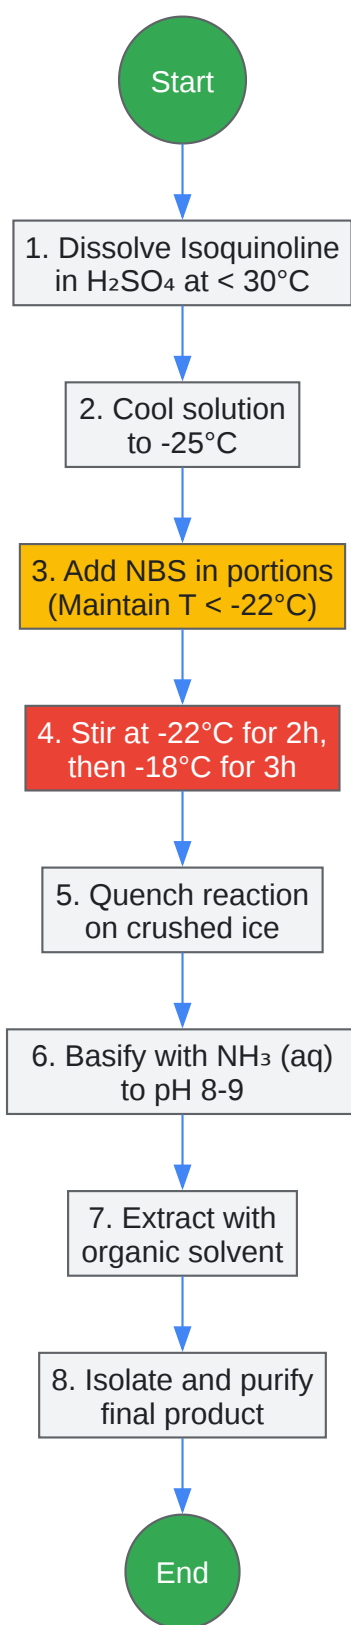 Start
1. Dissolve Isoquinoline
in H₂SO₄ at < 30°C
2. Cool solution
to -25°C
3. Add NBS in portions
(Maintain T < -22°C)
4. Stir at -22°C for 2h,
then -18°C for 3h
5. Quench reaction
on crushed ice
6. Basify with NH₃ (aq)
to pH 8-9
7. Extract with
organic solvent
8. Isolate and purify
final product
End